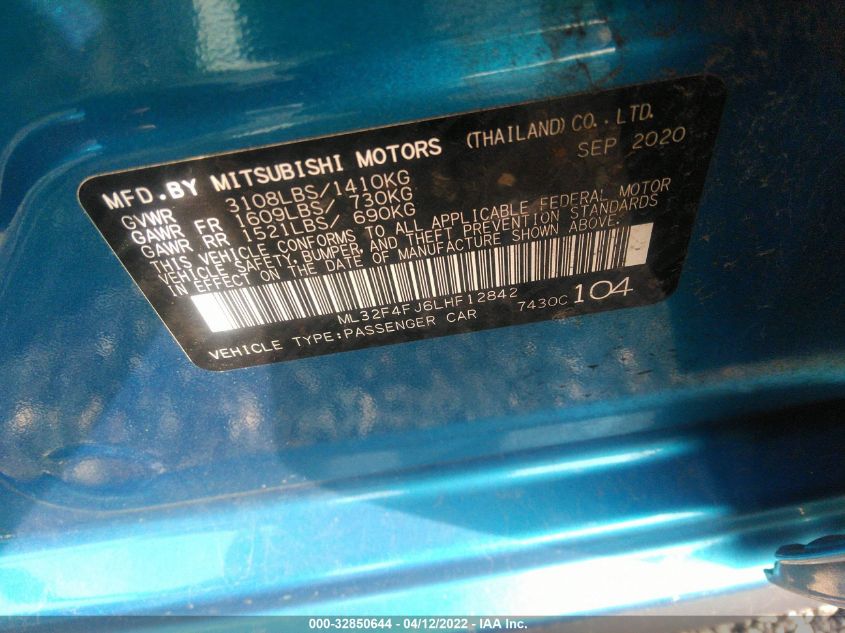 MFD.BY MITSUBISHI MOTORS (THAILAND) CO.,LTD.
SEP 2020
GVWR 3108LBS/1410KG
GAWR FR 1609LBS/ 730KG
GAWR RR 1521LBS/ 690KG
THIS VEHICLE CONFORMS TO ALL APPLICABLE FEDERAL MOTOR
VEHICLE SAFETY, BUMPER, AND THEFT PREVENTION STANDARDS
IN EFFECT ON THE DATE OF MANUFACTURE SHOWN ABOVE.
ML32F4FJ6LHF12842
VEHICLE TYPE:PASSENGER CAR 7430C 104
000-32850644 - 04/12/2022 - IAA Inc.